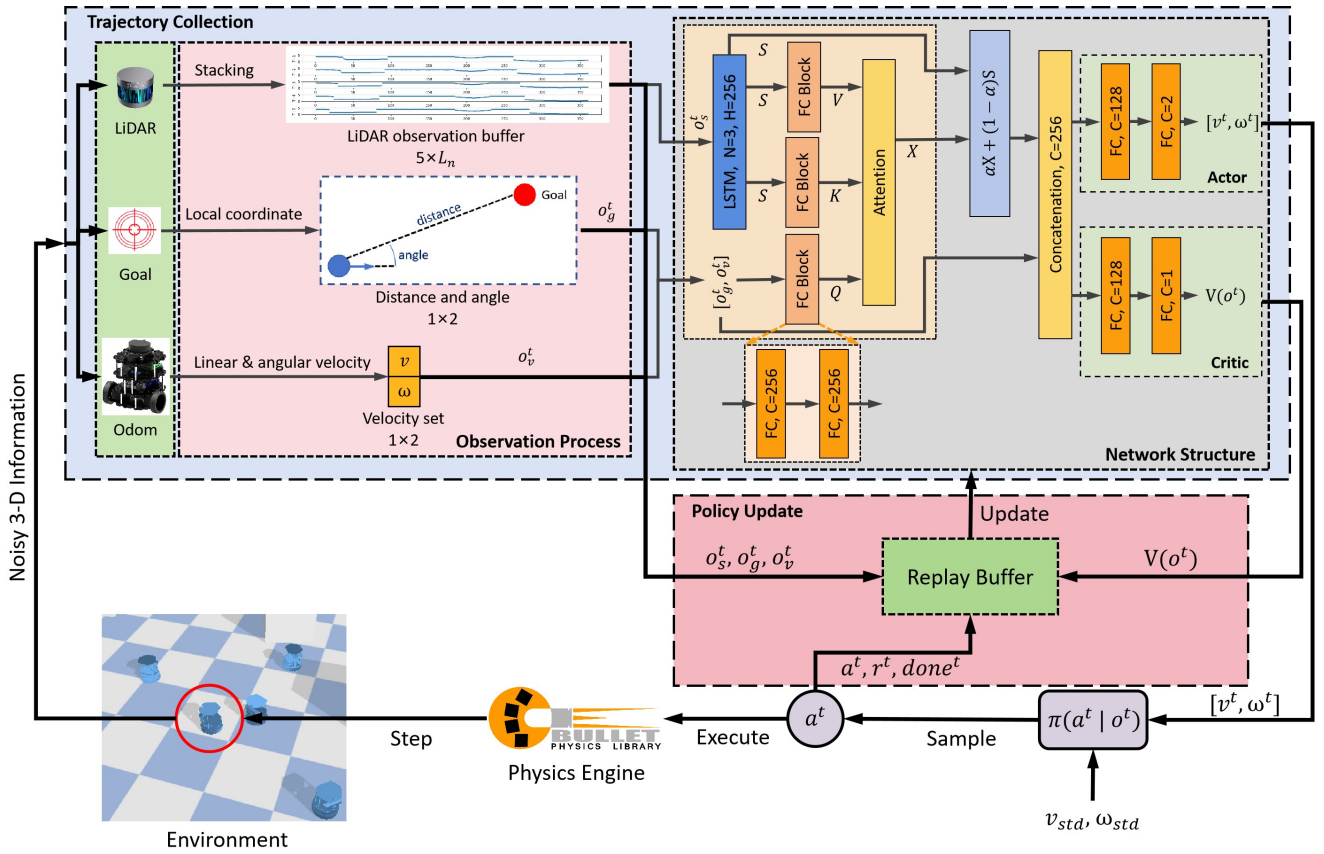 Trajectory Collection
LiDAR
Stacking
LiDAR observation buffer
5×L_n
Goal
Local coordinate
distance
Goal
angle
o_g^t
Distance and angle
1×2
Odom
Linear & angular velocity
v
ω
o_v^t
Velocity set
1×2
Observation Process
o_s^t
LSTM, N=3, H=256
S
S
S
FC Block
FC Block
FC Block
V
K
Q
[o_g^t, o_v^t]
Attention
X
FC, C=256
FC, C=256
αX + (1 − α)S
Concatenation, C=256
FC, C=128
FC, C=2
[v^t, ω^t]
Actor
FC, C=128
FC, C=1
V(o^t)
Critic
Network Structure
Noisy 3-D Information
Policy Update
Update
o_s^t, o_g^t, o_v^t
Replay Buffer
V(o^t)
a^t, r^t, done^t
Environment
Step
BULLET
PHYSICS LIBRARY
Physics Engine
Execute
a^t
Sample
π(a^t | o^t)
[v^t, ω^t]
v_std, ω_std